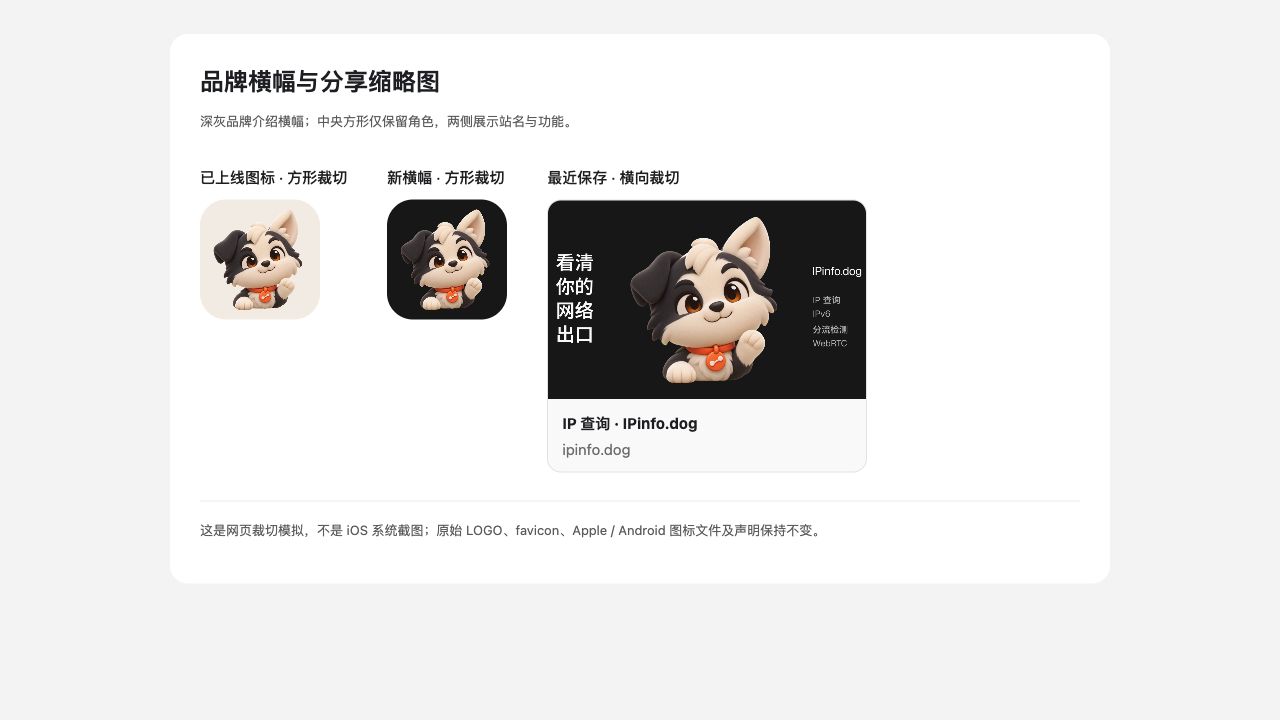 品牌横幅与分享缩略图
深灰品牌介绍横幅；中央方形仅保留角色，两侧展示站名与功能。
已上线图标 · 方形裁切
新横幅 · 方形裁切
最近保存 · 横向裁切
看清
你的
网络
出口
IPinfo.dog
IP 查询
IPv6
分流检测
WebRTC
IP 查询 · IPinfo.dog
ipinfo.dog
这是网页裁切模拟，不是 iOS 系统截图；原始 LOGO、favicon、Apple / Android 图标文件及声明保持不变。